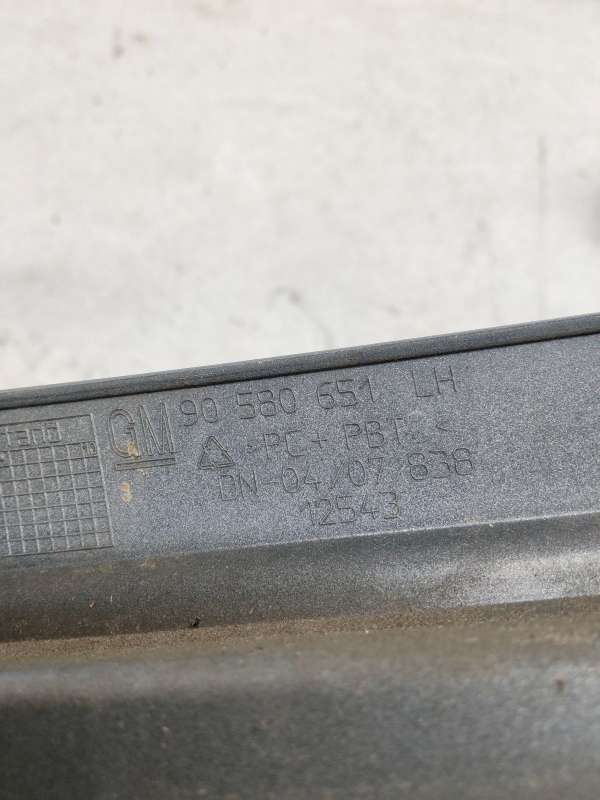 GM 90 580 651 LH
>PC+PBT<
DN-04/07 838
12543